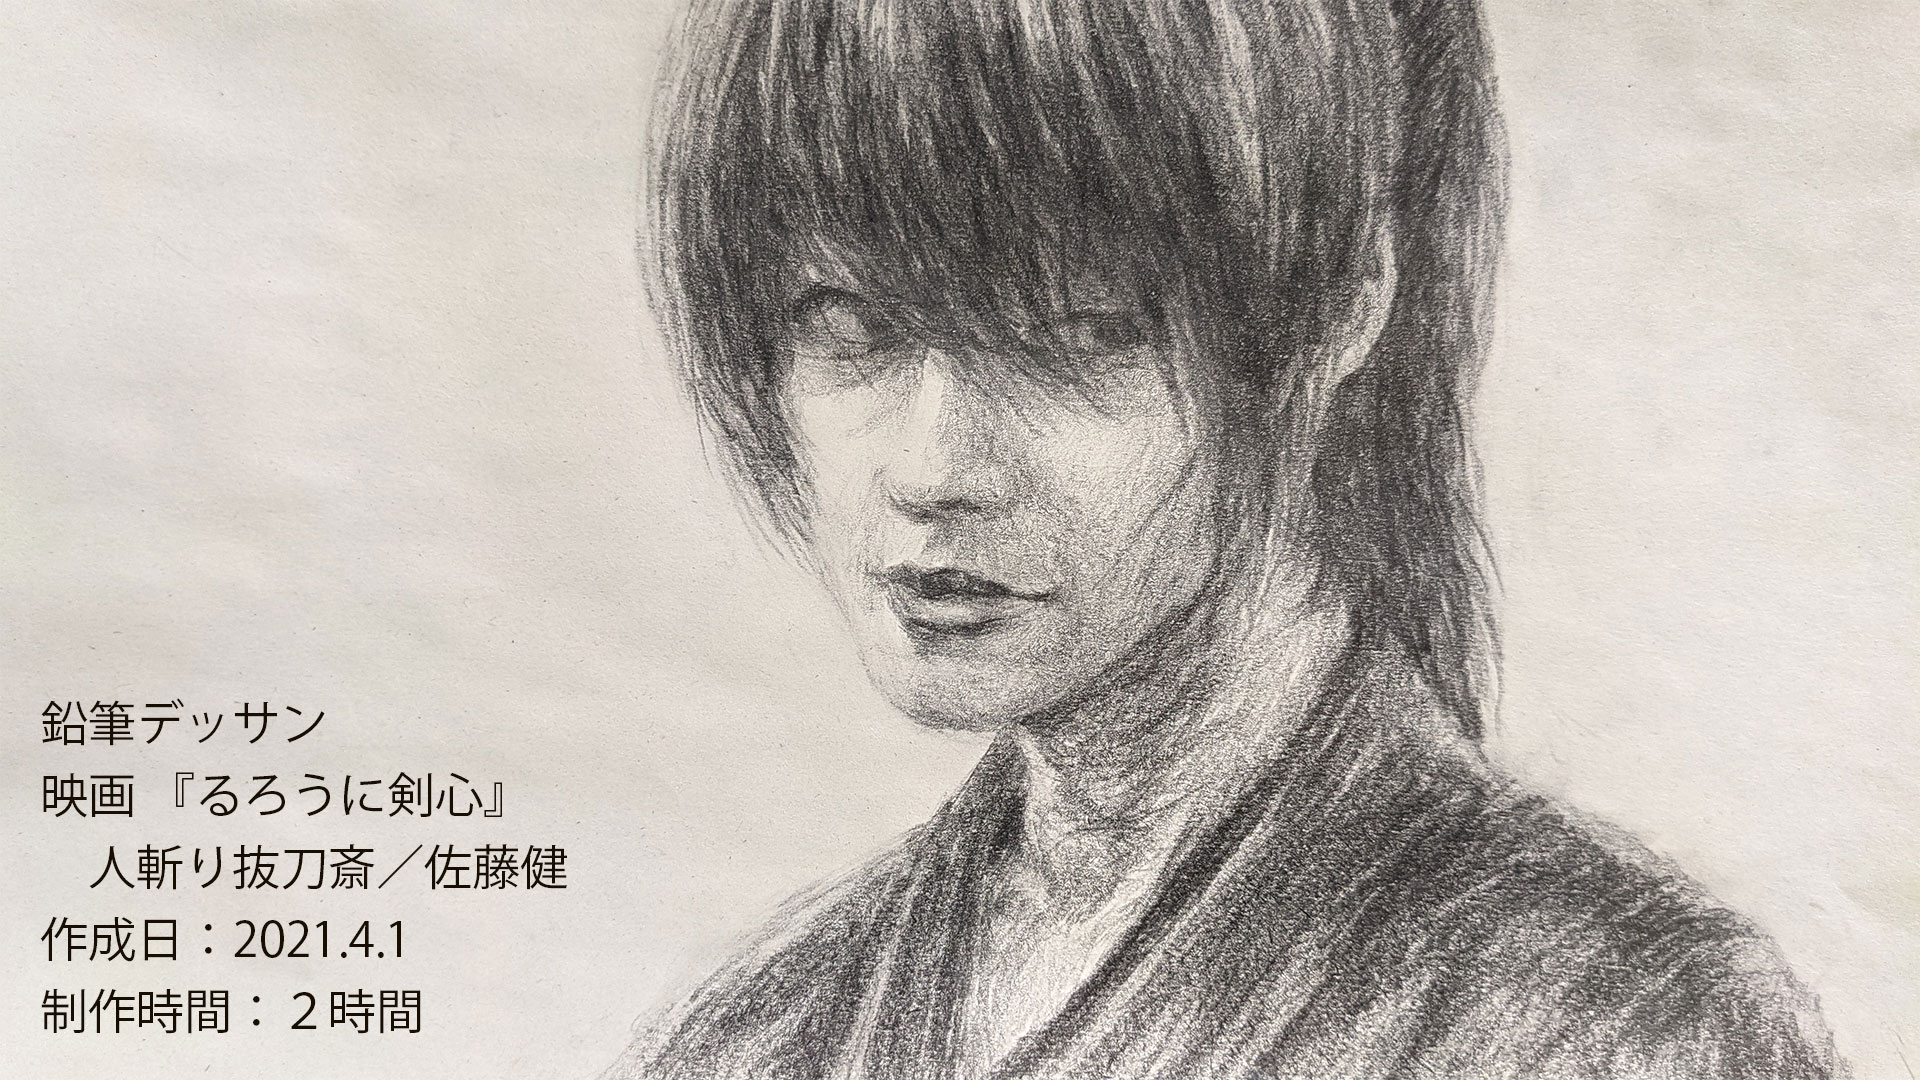 鉛筆デッサン
映画『るろうに剣心』
人斬り抜刀斎／佐藤健
作成日：2021.4.1
制作時間：２時間